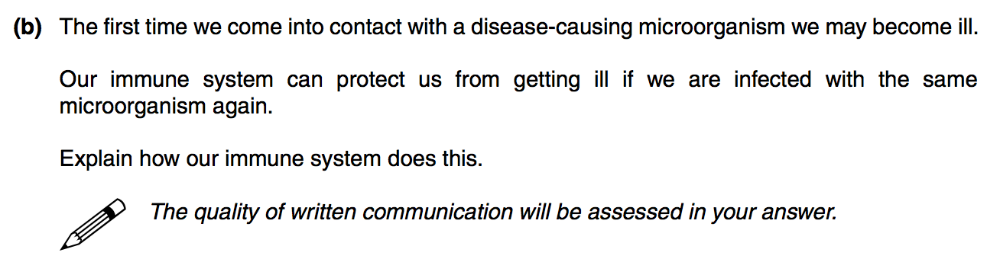 (b) The first time we come into contact with a disease-causing microorganism we may become ill.
Our immune system can protect us from getting ill if we are infected with the same
microorganism again.
Explain how our immune system does this.
The quality of written communication will be assessed in your answer.